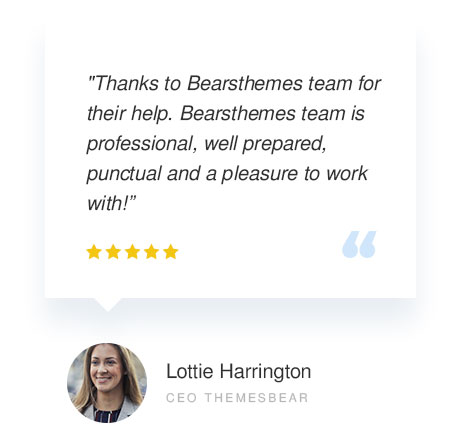 "Thanks to Bearsthemes team for
their help. Bearsthemes team is
professional, well prepared,
punctual and a pleasure to work
with!”
Lottie Harrington
CEO THEMESBEAR